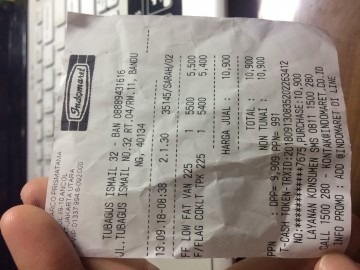 Indomaret
TUBAGUS ISMAIL 32 - BAN 08889431616
JL.TUBAGUS ISMAIL NO.32 RT.04/RW.11, BANDU
NG, 40134
13.09.18-08:38 2.1.30 35145/SARAH/02
FF LOW FAT VAN 225 1 5500 5,500
F/FLAG COKLT TPK 225 1 5400 5,400
HARGA JUAL : 10,900
TOTAL : 10,900
NON TUNAI : 10,900
PPN : DPP= 9,909 PPN= 991
T-CASH TOKEN-TRXID:
PURCHASE:10,900
LAYANAN KONSUMEN SMS 0811 1500 280
CALL 1500 280 - KONTAK@INDOMARET.CO.ID
PROMO : ADD @INDOMARET DI LINE